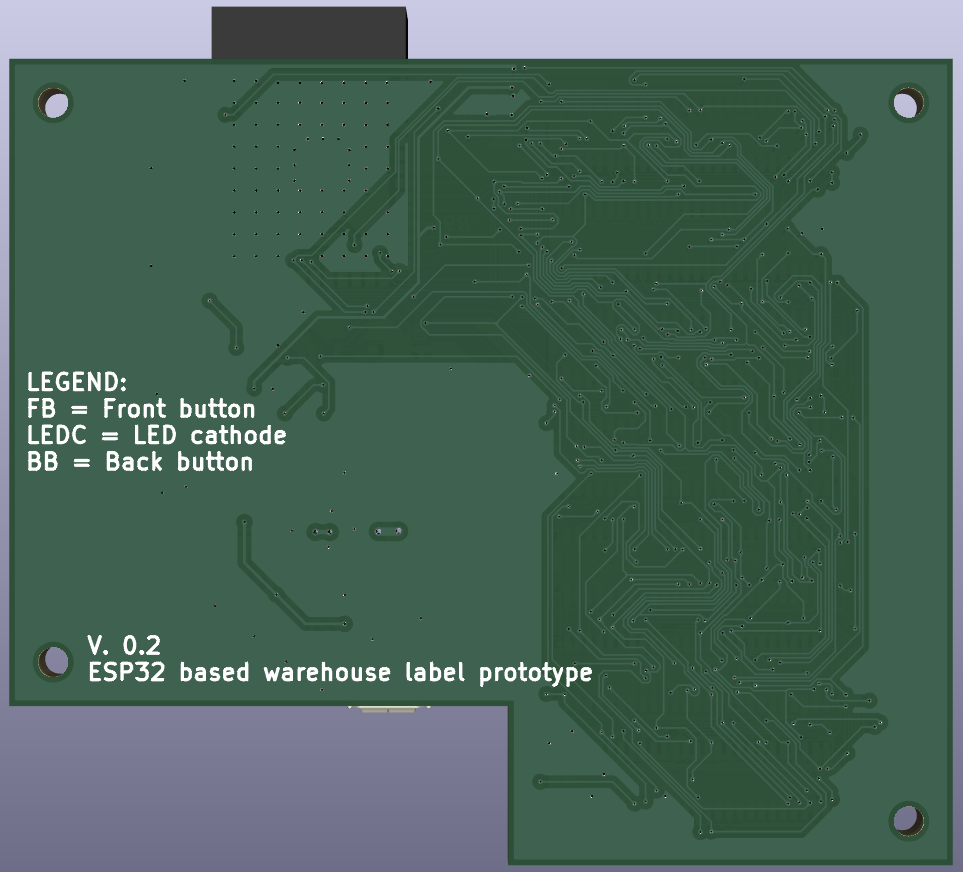 LEGEND:
FB = Front button
LEDC = LED cathode
BB = Back button
V. 0.2
ESP32 based warehouse label prototype